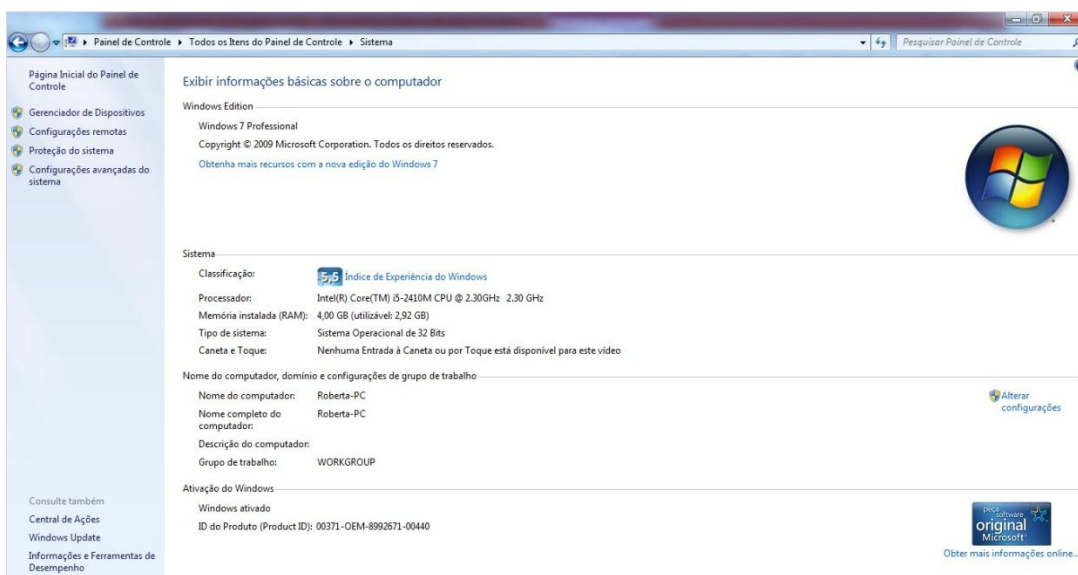 Painel de Controle ▸ Todos os Itens do Painel de Controle ▸ Sistema
Pesquisar Painel de Controle
Página Inicial do Painel de
Controle
Gerenciador de Dispositivos
Configurações remotas
Proteção do sistema
Configurações avançadas do
sistema
Exibir informações básicas sobre o computador
Windows Edition
Windows 7 Professional
Copyright © 2009 Microsoft Corporation. Todos os direitos reservados.
Obtenha mais recursos com a nova edição do Windows 7
Sistema
Classificação: 5,5 Índice de Experiência do Windows
Processador: Intel(R) Core(TM) i5-2410M CPU @ 2.30GHz 2.30 GHz
Memória instalada (RAM): 4,00 GB (utilizável: 2,92 GB)
Tipo de sistema: Sistema Operacional de 32 Bits
Caneta e Toque: Nenhuma Entrada à Caneta ou por Toque está disponível para este vídeo
Nome do computador, domínio e configurações de grupo de trabalho
Nome do computador: Roberta-PC
Alterar
configurações
Nome completo do Roberta-PC
computador:
Descrição do computador:
Grupo de trabalho: WORKGROUP
Ativação do Windows
Windows ativado
ID do Produto (Product ID): 00371-OEM-8992671-00440
peça
software
original
Microsoft
Obter mais informações online...
Consulte também
Central de Ações
Windows Update
Informações e Ferramentas de
Desempenho